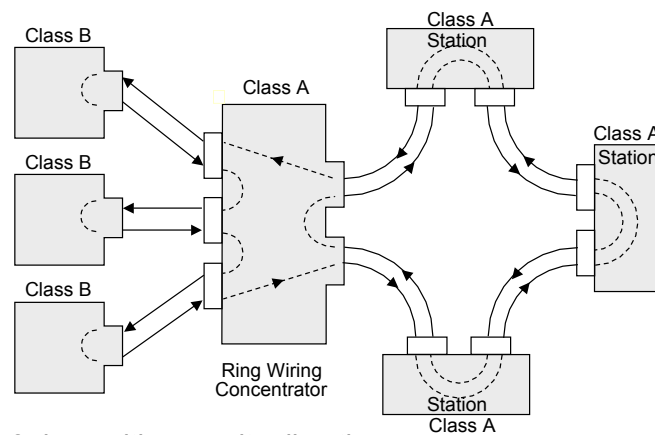 Class B
Class B
Class B
Class A
Ring Wiring
Concentrator
Class A
Station
Class A
Station
Station
Class A